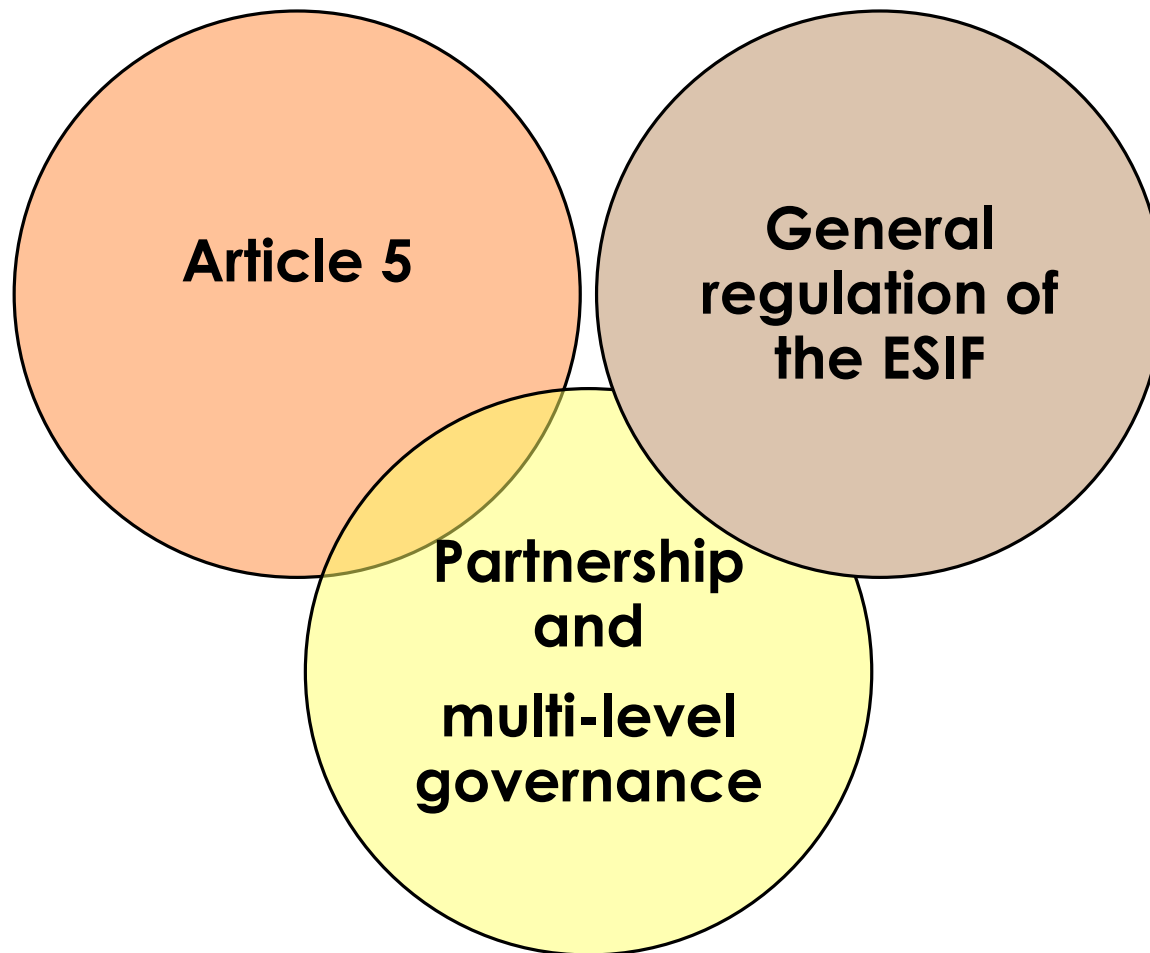 Article 5
General
regulation of
the ESIF
Partnership
and
multi-level
governance